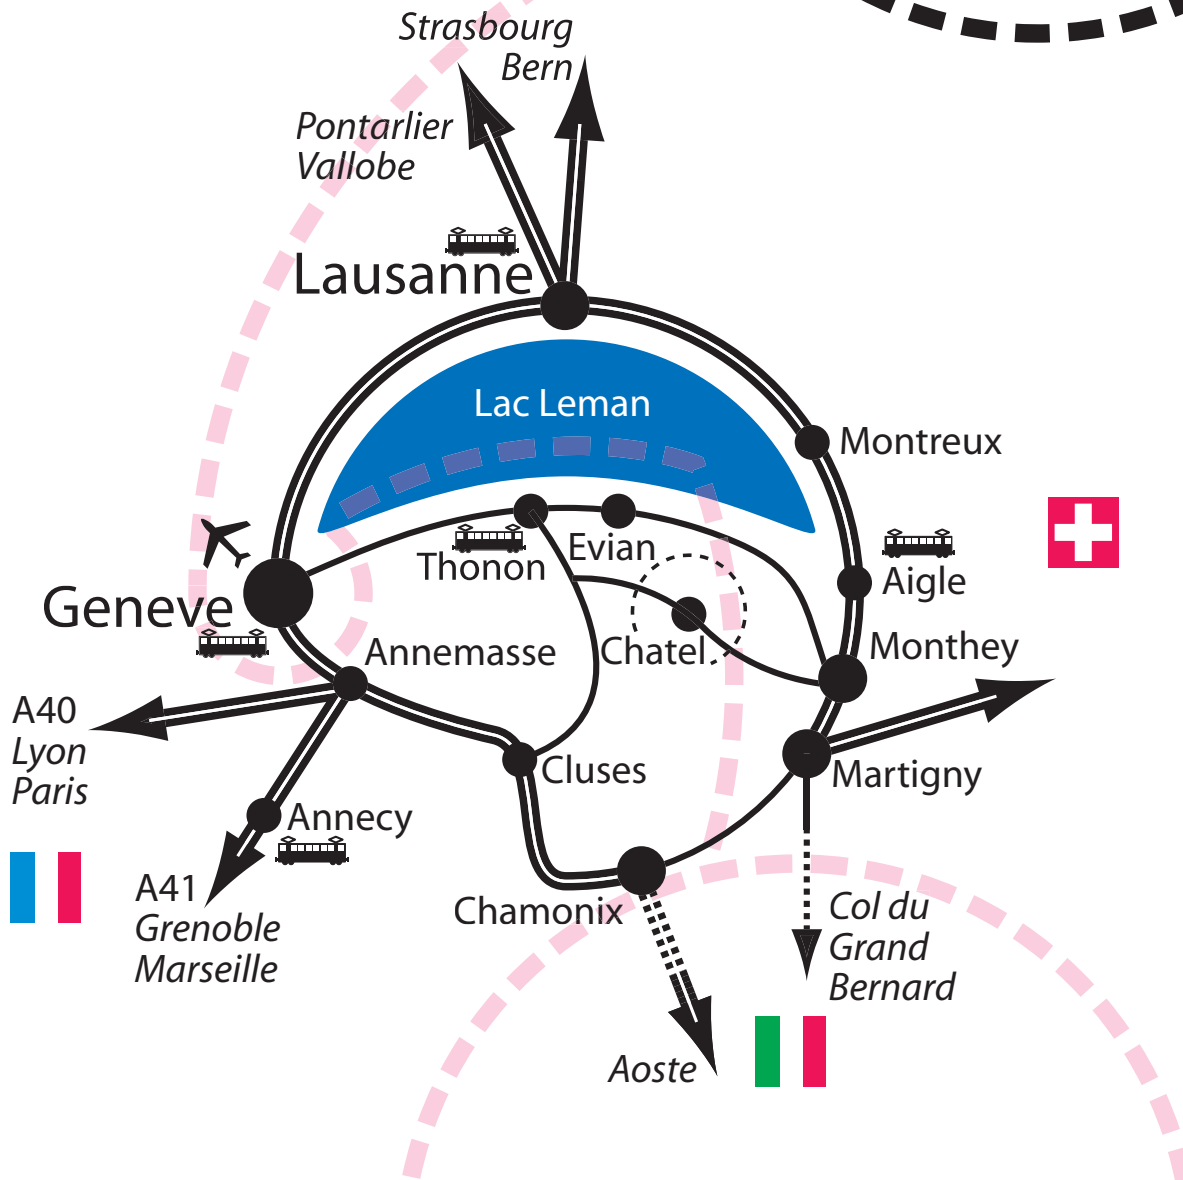 Strasbourg
Bern
Pontarlier
Vallobe
Lausanne
Lac Leman
Montreux
Evian
Thonon
Aigle
Geneve
Annemasse
Chatel
Monthey
A40
Lyon
Paris
Cluses
Martigny
Annecy
A41
Grenoble
Marseille
Chamonix
Col du
Grand
Bernard
Aoste